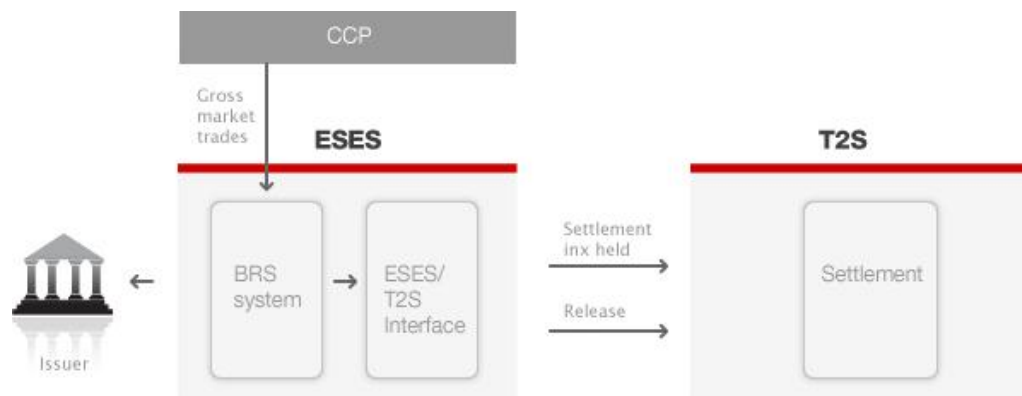 CCP
Gross
market
trades
ESES
T2S
BRS
system
ESES/
T2S
Interface
Settlement
inx held
Release
Settlement
Issuer